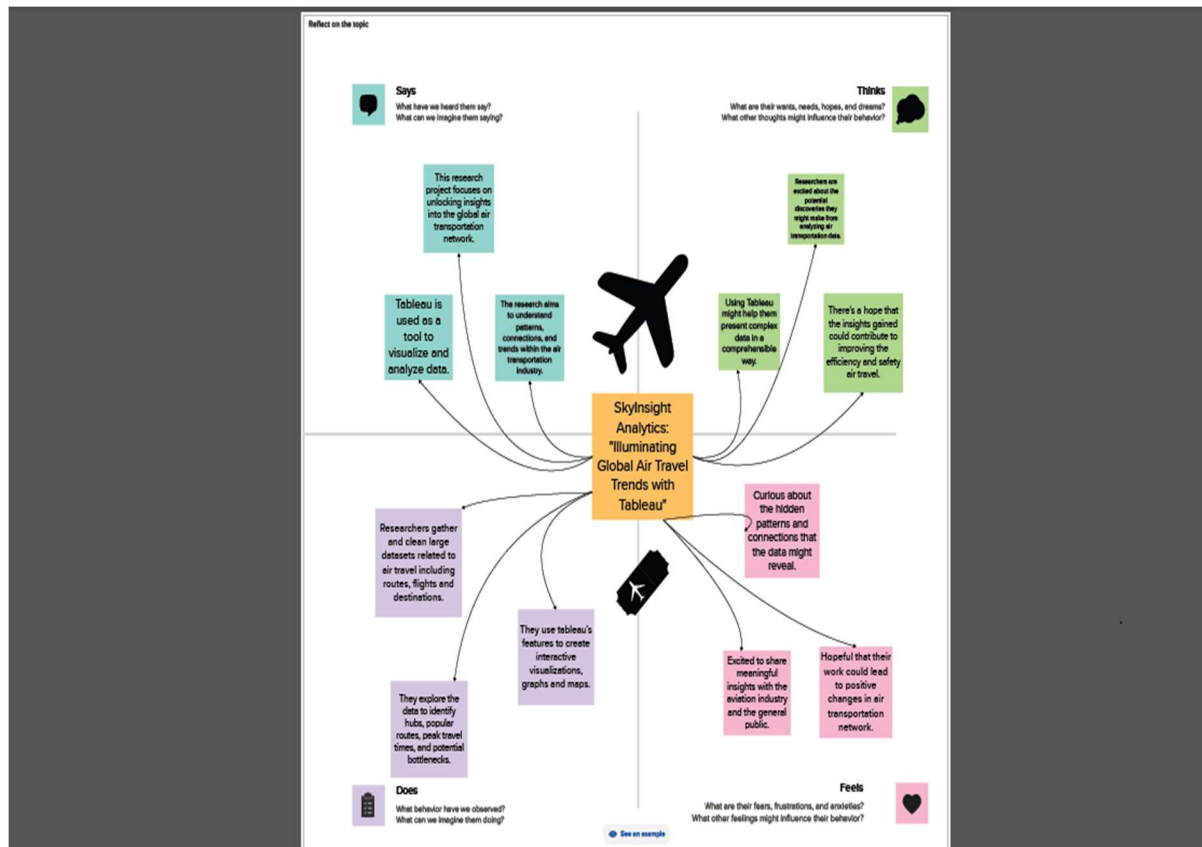 Reflect on the topic
Says
What have we heard them say?
What can we imagine them saying?
Thinks
What are their wants, needs, hopes, and dreams?
What other thoughts might influence their behavior?
This research
project focuses on
unlocking insights
into the global air
transportation
network.
Researchers are
excited about the
potential
discoveries they
might make from
analyzing air
transportation data.
Tableau is
used as a
tool to
visualize and
analyze data.
The research aims
to understand
patterns,
connections, and
trends within the air
transportation
industry.
Using Tableau
might help them
present complex
data in a
comprehensible
way.
There's a hope that
the insights gained
could contribute to
improving the
efficiency and safety
air travel.
SkyInsight
Analytics:
"Illuminating
Global Air Travel
Trends with
Tableau"
Researchers gather
and clean large
datasets related to
air travel including
routes, flights and
destinations.
They use tableau's
features to create
interactive
visualizations,
graphs and maps.
They explore the
data to identify
hubs, popular
routes, peak travel
times, and potential
bottlenecks.
Curious about
the hidden
patterns and
connections that
the data might
reveal.
Excited to share
meaningful
insights with the
aviation industry
and the general
public.
Hopeful that their
work could lead to
positive changes in
air transportation
network.
Does
What behavior have we observed?
What can we imagine them doing?
Feels
What are their fears, frustrations, and anxieties?
What other feelings might influence their behavior?
See an example